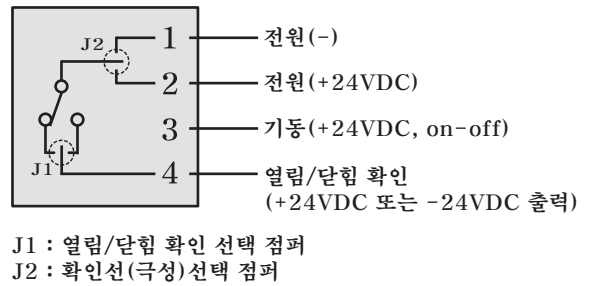 J2
1 전원(-)
2 전원(+24VDC)
3 기동(+24VDC, on-off)
J1
4 열림/닫힘 확인
(+24VDC 또는 -24VDC 출력)
J1 : 열림/닫힘 확인 선택 점퍼
J2 : 확인선(극성)선택 점퍼